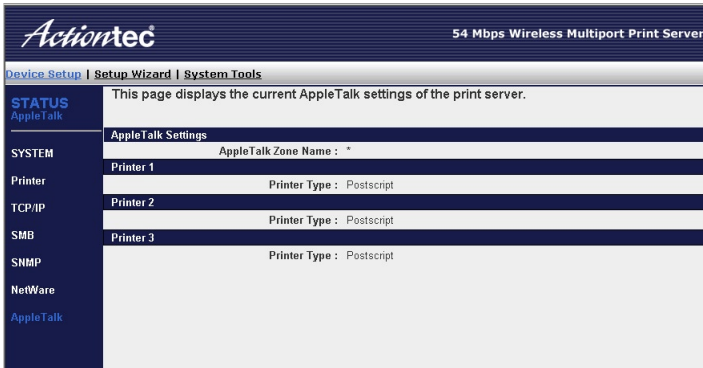 Actiontec
54 Mbps Wireless Multiport Print Server
Device Setup | Setup Wizard | System Tools
STATUS
AppleTalk
SYSTEM
Printer
TCP/IP
SMB
SNMP
NetWare
AppleTalk
This page displays the current AppleTalk settings of the print server.
AppleTalk Settings
AppleTalk Zone Name : *
Printer 1
Printer Type : Postscript
Printer 2
Printer Type : Postscript
Printer 3
Printer Type : Postscript